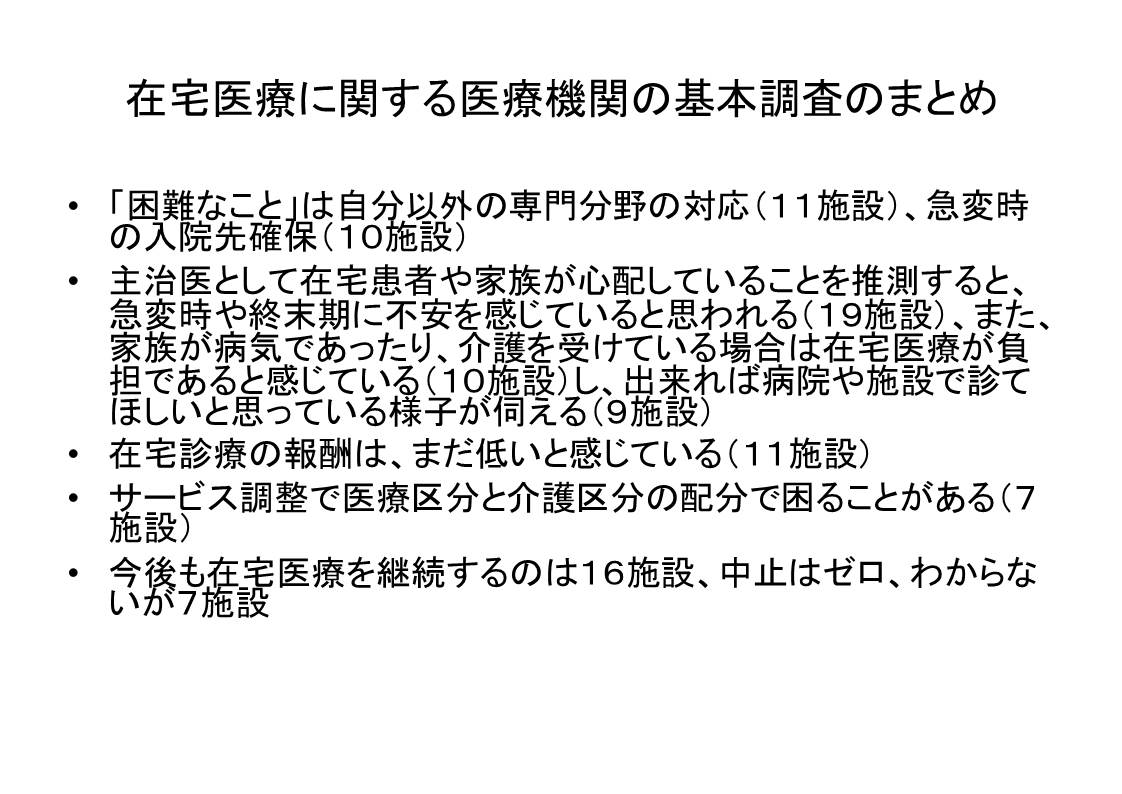 在宅医療に関する医療機関の基本調査のまとめ
• 「困難なこと」は自分以外の専門分野の対応（１１施設）、急変時
の入院先確保（１０施設）
• 主治医として在宅患者や家族が心配していることを推測すると、
急変時や終末期に不安を感じていると思われる（１９施設）、また、
家族が病気であったり、介護を受けている場合は在宅医療が負
担であると感じている（１０施設）し、出来れば病院や施設で診て
ほしいと思っている様子が伺える（９施設）
• 在宅診療の報酬は、まだ低いと感じている（１１施設）
• サービス調整で医療区分と介護区分の配分で困ることがある（７
施設）
• 今後も在宅医療を継続するのは１６施設、中止はゼロ、わからな
いが７施設